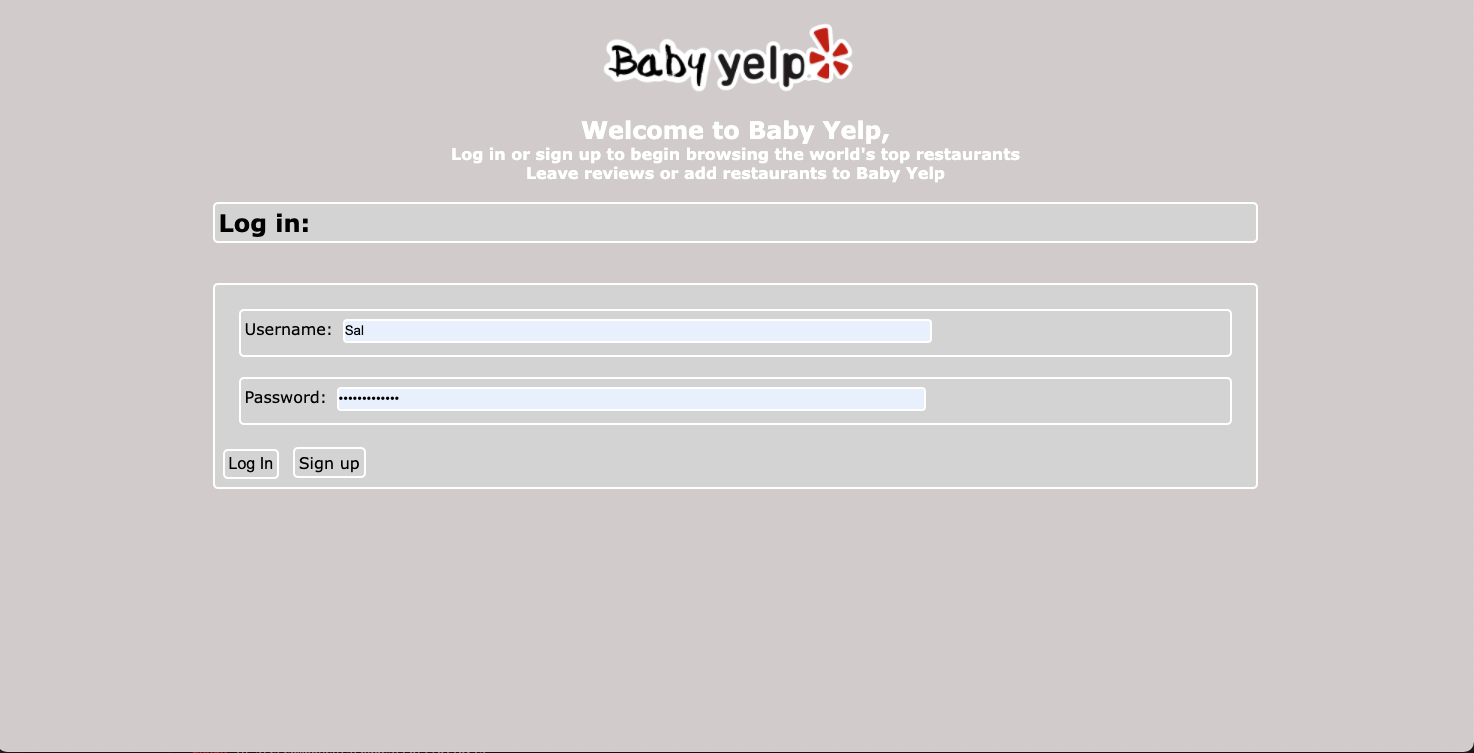 Baby yelp
Welcome to Baby Yelp,
Log in or sign up to begin browsing the world's top restaurants
Leave reviews or add restaurants to Baby Yelp
Log in:
Username: Sal
Password: •••••••••••••
Log In Sign up